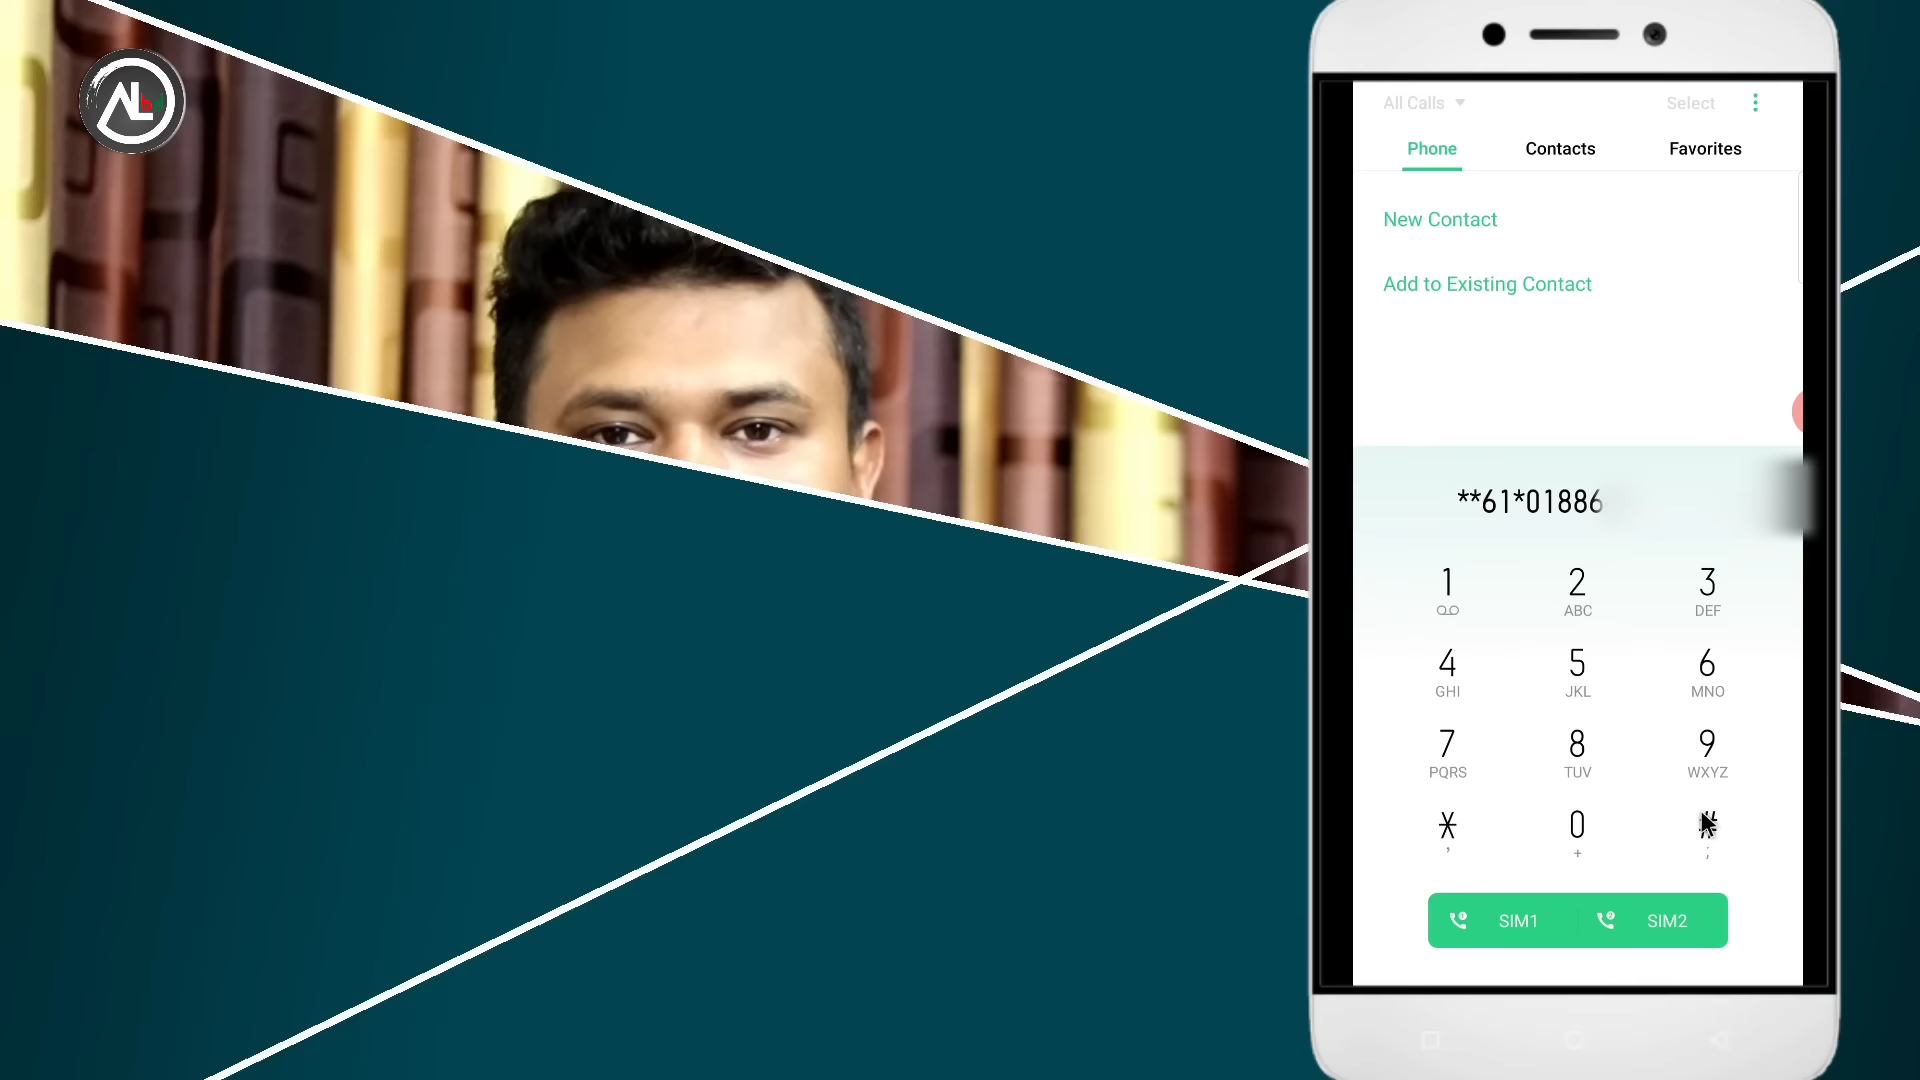 ALbd
All Calls
Select
Phone
Contacts
Favorites
New Contact
Add to Existing Contact
**61*01886
1
2
ABC
3
DEF
4
GHI
5
JKL
6
MNO
7
PQRS
8
TUV
9
WXYZ
*
,
0
+
#
;
SIM1
SIM2